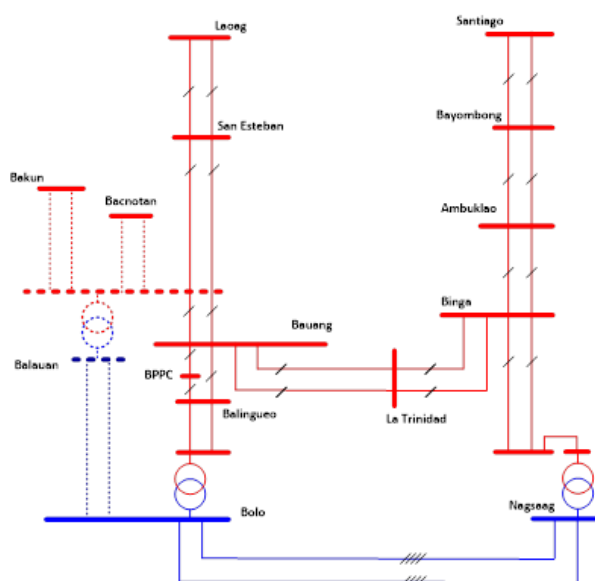 Laoag
Santiago
San Esteban
Bayombong
Bakun
Bacnotan
Ambuklao
Binga
Bauang
Balauan
BPPC
Balingueo
La Trinidad
Bolo
Nagsaag